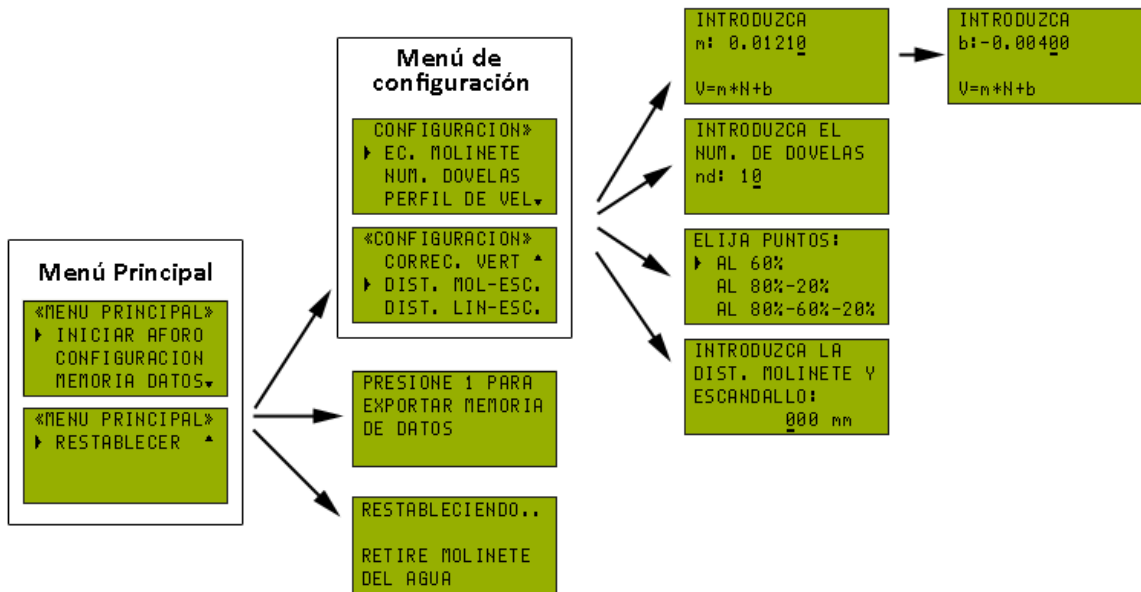 Menú Principal
«MENU PRINCIPAL»
INICIAR AFORO
CONFIGURACION
MEMORIA DATOS
«MENU PRINCIPAL»
RESTABLECER
Menú de
configuración
CONFIGURACION»
EC. MOLINETE
NUM. DOVELAS
PERFIL DE VEL
«CONFIGURACION»
CORREC. VERT
DIST. MOL-ESC.
DIST. LIN-ESC.
PRESIONE 1 PARA
EXPORTAR MEMORIA
DE DATOS
RESTABLECIENDO..
RETIRE MOLINETE
DEL AGUA
INTRODUZCA
m: 0.01210
V=m*N+b
INTRODUZCA
b:-0.00400
V=m*N+b
INTRODUZCA EL
NUM. DE DOVELAS
nd: 10
ELIJA PUNTOS:
AL 60%
AL 80%-20%
AL 80%-60%-20%
INTRODUZCA LA
DIST. MOLINETE Y
ESCANDALLO:
000 mm